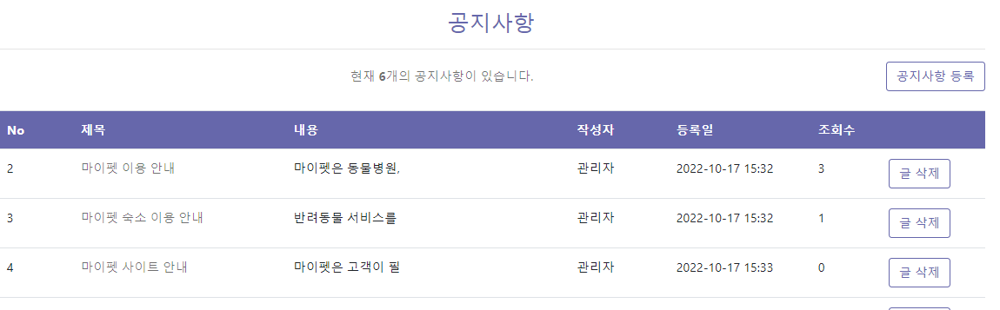 공지사항
현재 6개의 공지사항이 있습니다.
공지사항 등록
No 제목 내용 작성자 등록일 조회수
2 마이펫 이용 안내 마이펫은 동물병원, 관리자 2022-10-17 15:32 3 글 삭제
3 마이펫 숙소 이용 안내 반려동물 서비스를 관리자 2022-10-17 15:32 1 글 삭제
4 마이펫 사이트 안내 마이펫은 고객이 필 관리자 2022-10-17 15:33 0 글 삭제